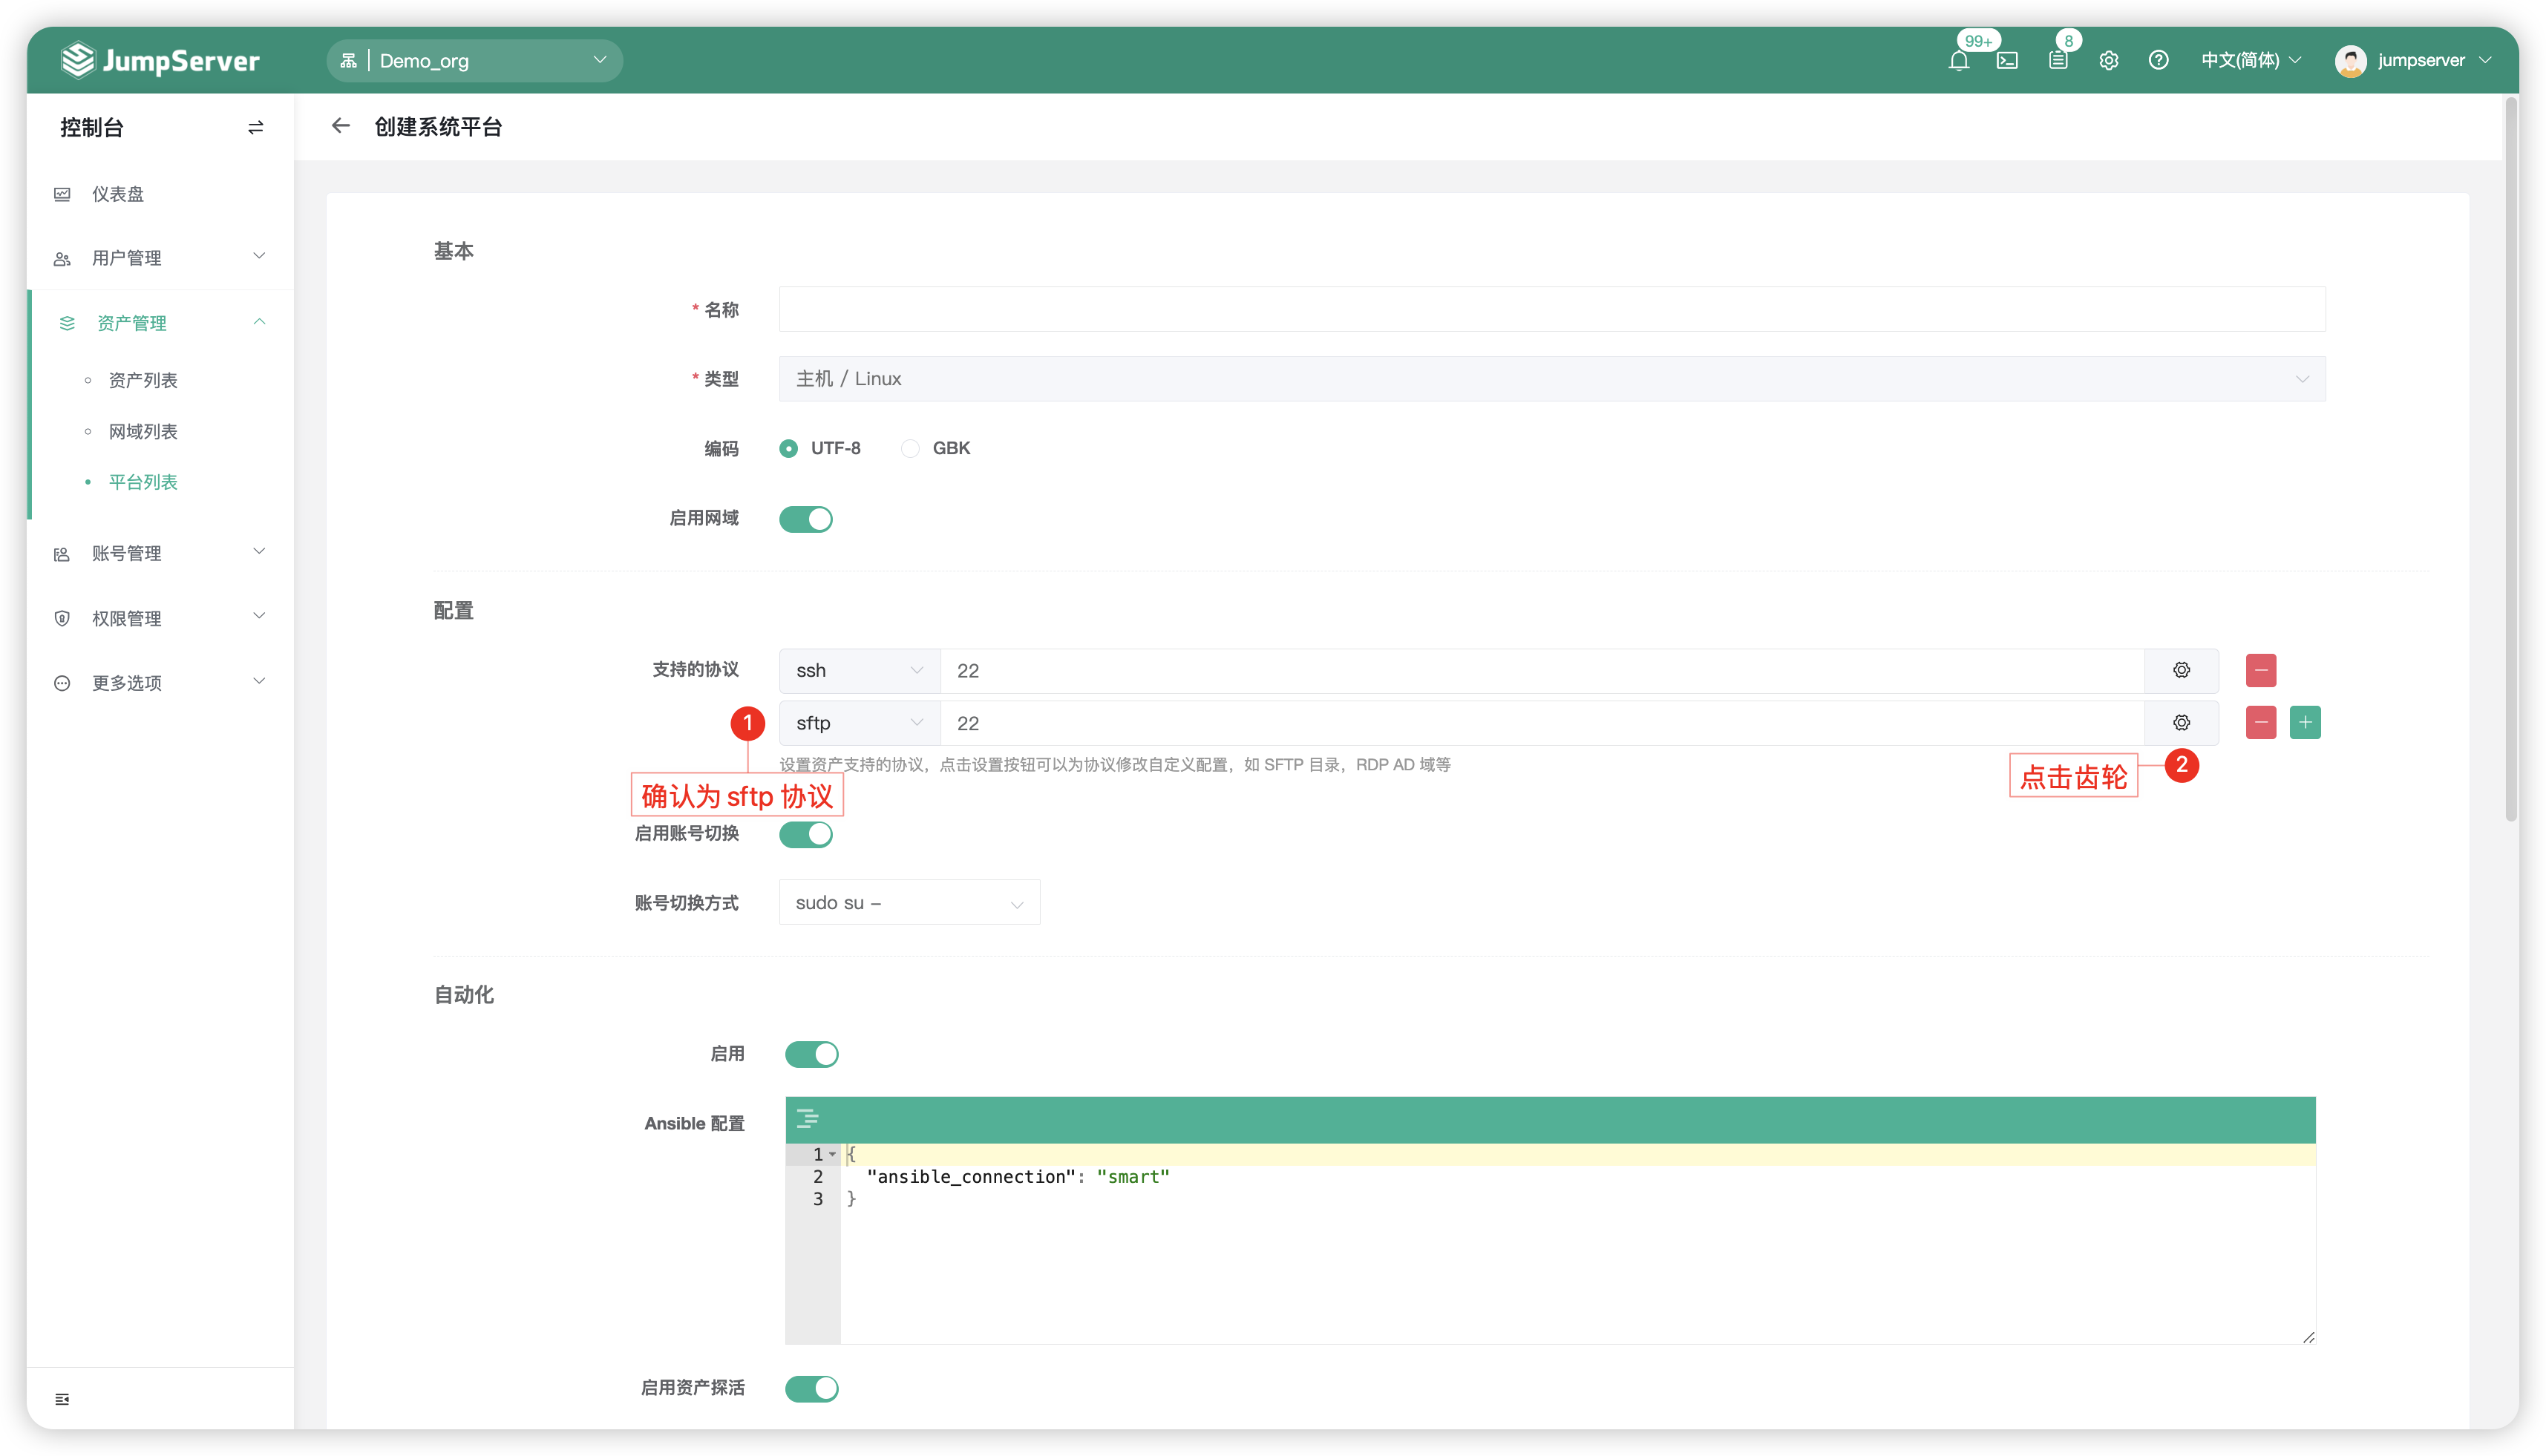 JumpServer
Demo_org
99+
8
中文(简体)
jumpserver
控制台
创建系统平台
仪表盘
用户管理
资产管理
资产列表
网域列表
平台列表
账号管理
权限管理
更多选项
基本
* 名称
* 类型
主机 / Linux
编码
UTF-8
GBK
启用网域
配置
支持的协议
ssh
22
1
sftp
22
设置资产支持的协议，点击设置按钮可以为协议修改自定义配置，如 SFTP 目录，RDP AD 域等
点击齿轮
2
确认为 sftp 协议
启用账号切换
账号切换方式
sudo su –
自动化
启用
Ansible 配置
1 {
2 "ansible_connection": "smart"
3 }
启用资产探活